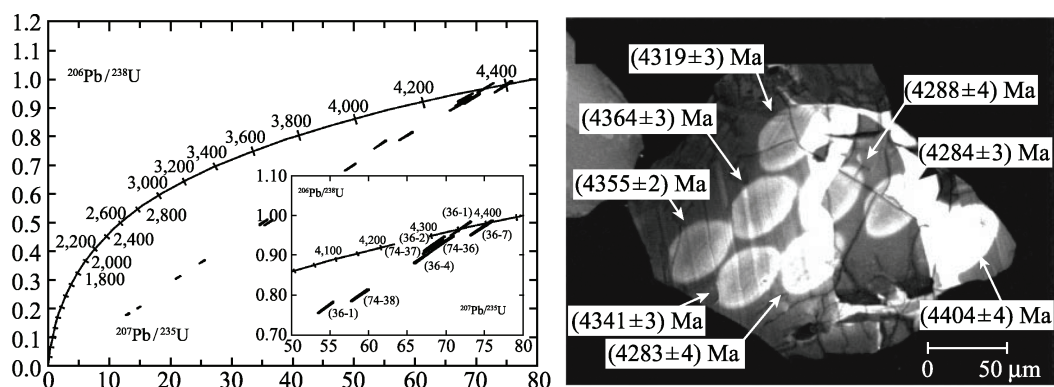 1.2
1.1
1.0
0.9
0.8
0.7
0.6
0.5
0.4
0.3
0.2
0.1
0.0
0 10 20 30 40 50 60 70 80
²⁰⁶Pb/²³⁸U
²⁰⁷Pb/²³⁵U
4,400
4,200
4,000
3,800
3,600
3,400
3,200
3,000
2,800
2,600
2,400
2,200
2,000
1,800
1.10
1.00
0.90
0.80
0.70
50 55 60 65 70 75 80
²⁰⁶Pb/²³⁸U
(36-1) 4,400
4,300
4,200
4,100
(36-2)
(36-7)
(74-37)
(74-36)
(36-4)
(74-38)
(36-1)
²⁰⁷Pb/²³⁵U
(4319±3) Ma
(4288±4) Ma
(4364±3) Ma
(4284±3) Ma
(4355±2) Ma
(4341±3) Ma
(4404±4) Ma
(4283±4) Ma
0 50 μm